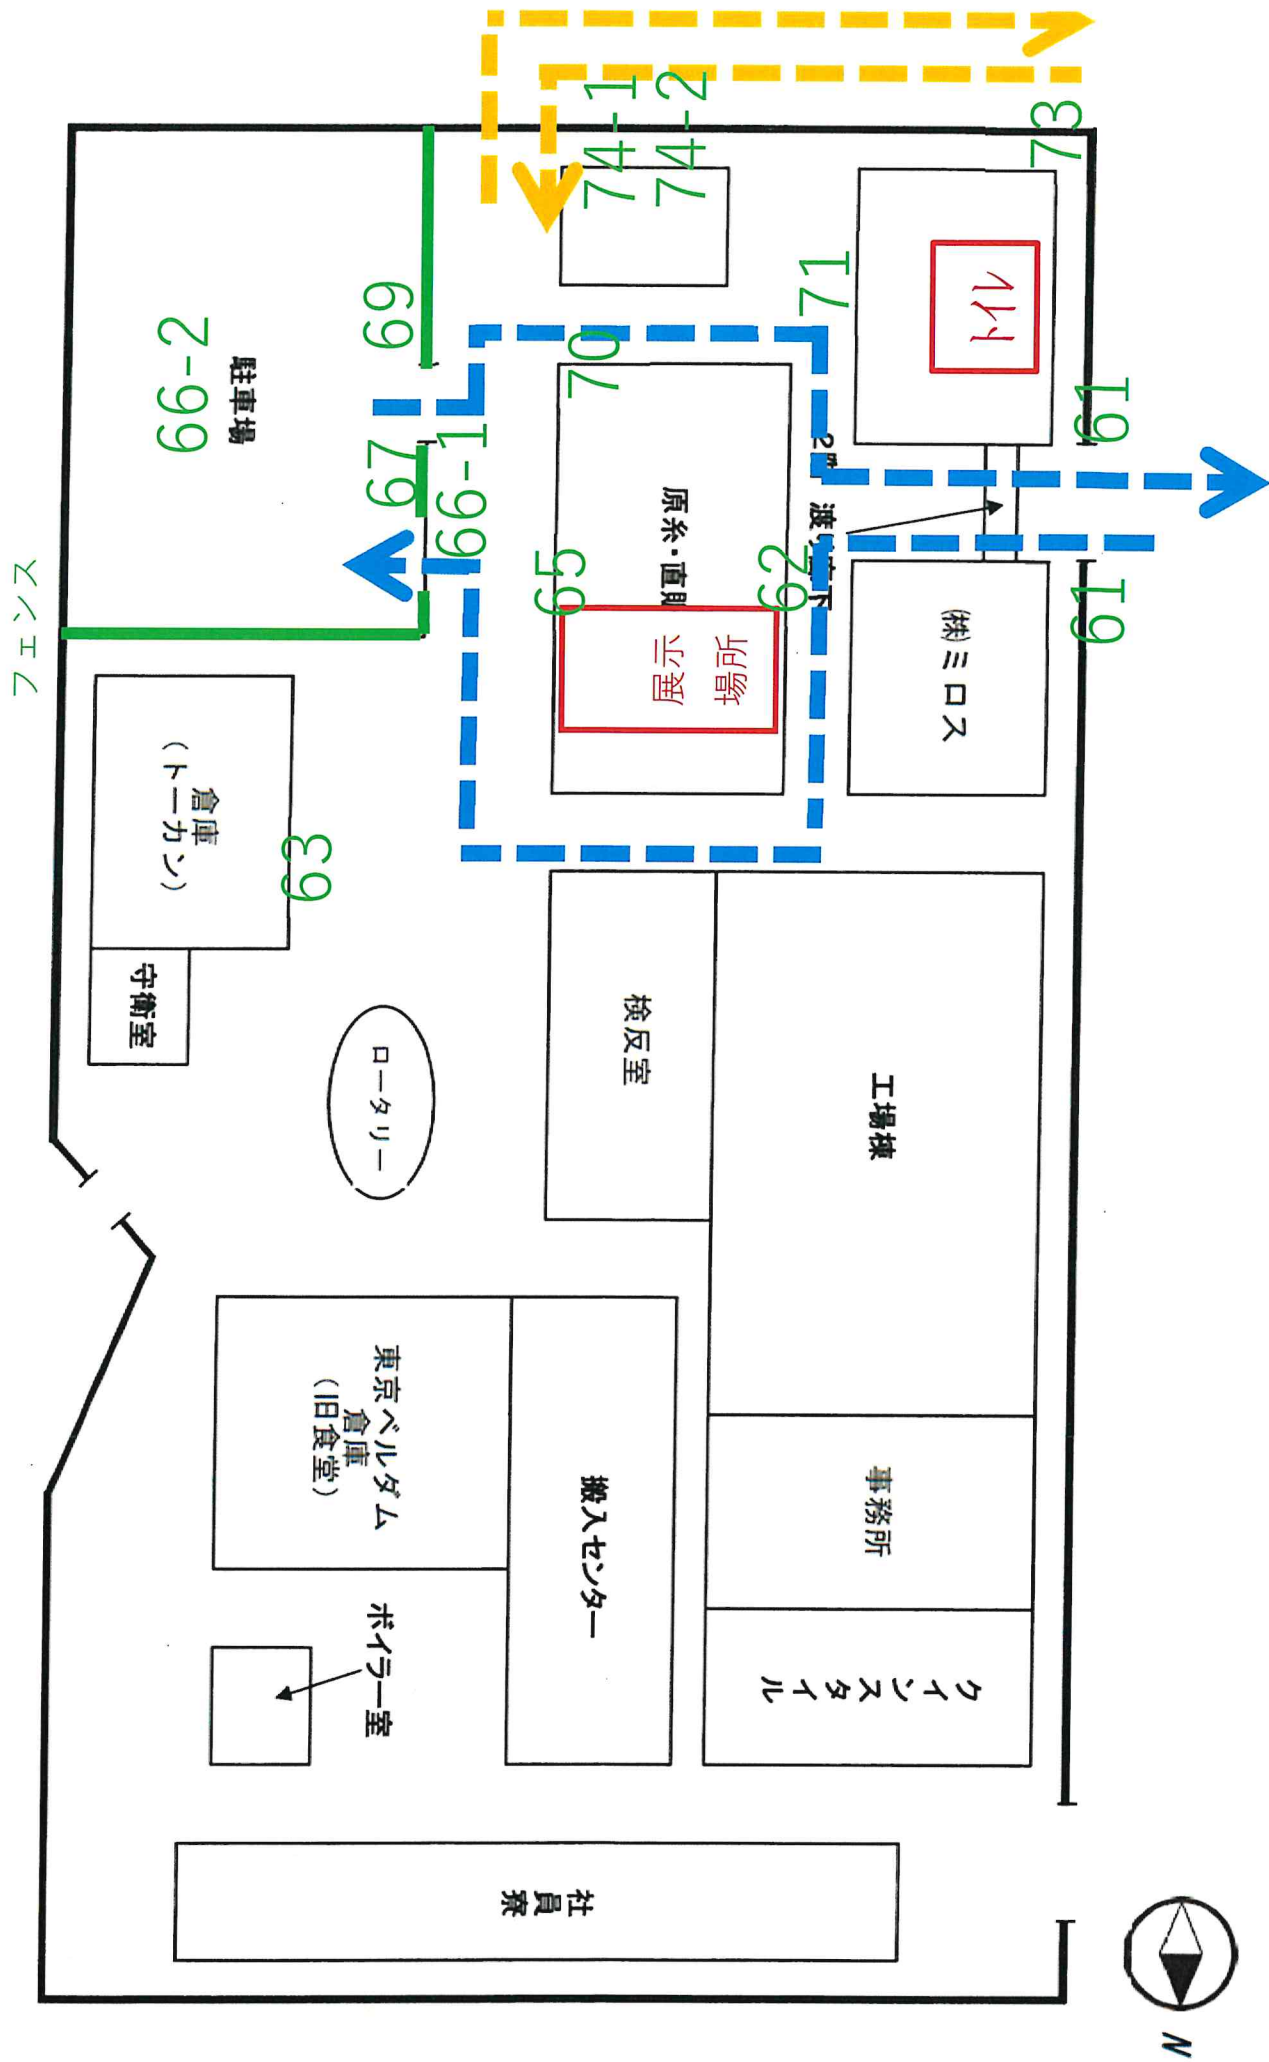 74-1
74-2
73
71
トイレ
69
70
66-2
駐車場
61
67
66-1
2階
渡り廊下
原糸・直販
65
62
61
フェンス
展示
場所
㈱ミロス
倉庫
(トーカン)
63
守衛室
検反室
ロータリー
工場棟
東京ベルダム
倉庫
(旧食堂)
搬入センター
事務所
ボイラー室
クインスタイル
社員寮
N